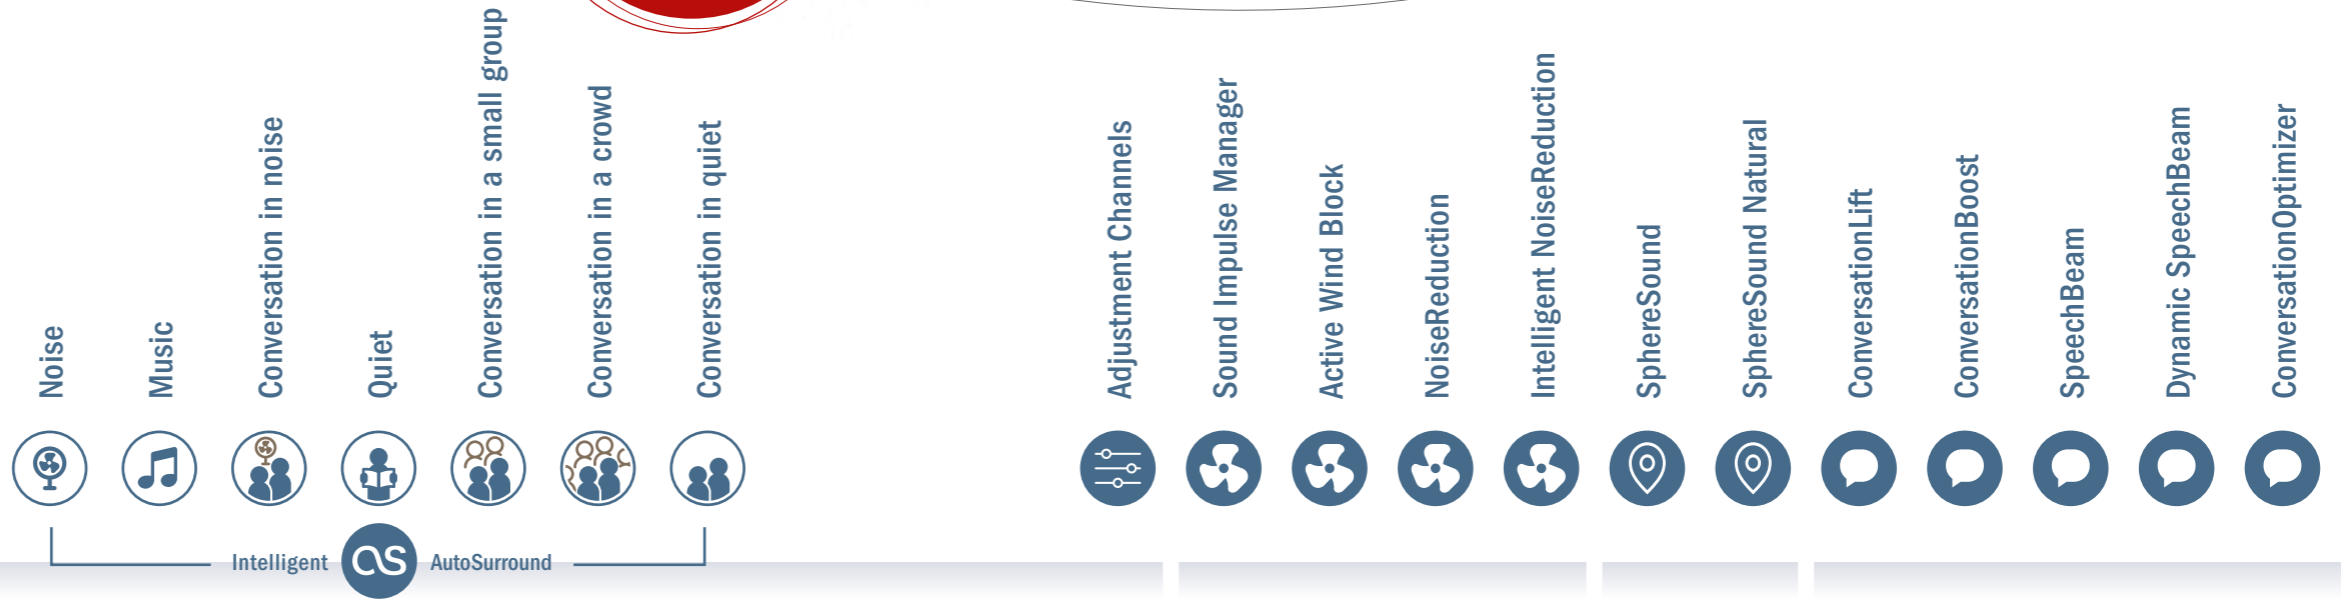 Noise
Music
Conversation in noise
Quiet
Conversation in a small group
Conversation in a crowd
Conversation in quiet
Adjustment Channels
Sound Impulse Manager
Active Wind Block
NoiseReduction
Intelligent NoiseReduction
SphereSound
SphereSound Natural
ConversationLift
ConversationBoost
SpeechBeam
Dynamic SpeechBeam
ConversationOptimizer
Intelligent AS AutoSurround